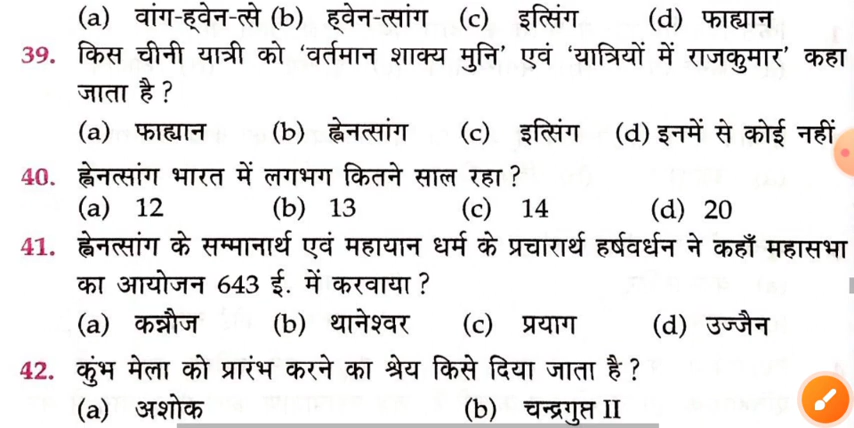 (a) वांग-ह्वेन-त्से (b) ह्वेन-त्सांग (c) इत्सिंग (d) फाह्यान
39. किस चीनी यात्री को ‘वर्तमान शाक्य मुनि’ एवं ‘यात्रियों में राजकुमार’ कहा
जाता है ?
(a) फाह्यान (b) ह्वेनत्सांग (c) इत्सिंग (d) इनमें से कोई नहीं
40. ह्वेनत्सांग भारत में लगभग कितने साल रहा ?
(a) 12 (b) 13 (c) 14 (d) 20
41. ह्वेनत्सांग के सम्मानार्थ एवं महायान धर्म के प्रचारार्थ हर्षवर्धन ने कहाँ महासभा
का आयोजन 643 ई. में करवाया ?
(a) कन्नौज (b) थानेश्वर (c) प्रयाग (d) उज्जैन
42. कुंभ मेला को प्रारंभ करने का श्रेय किसे दिया जाता है ?
(a) अशोक (b) चन्द्रगुप्त II